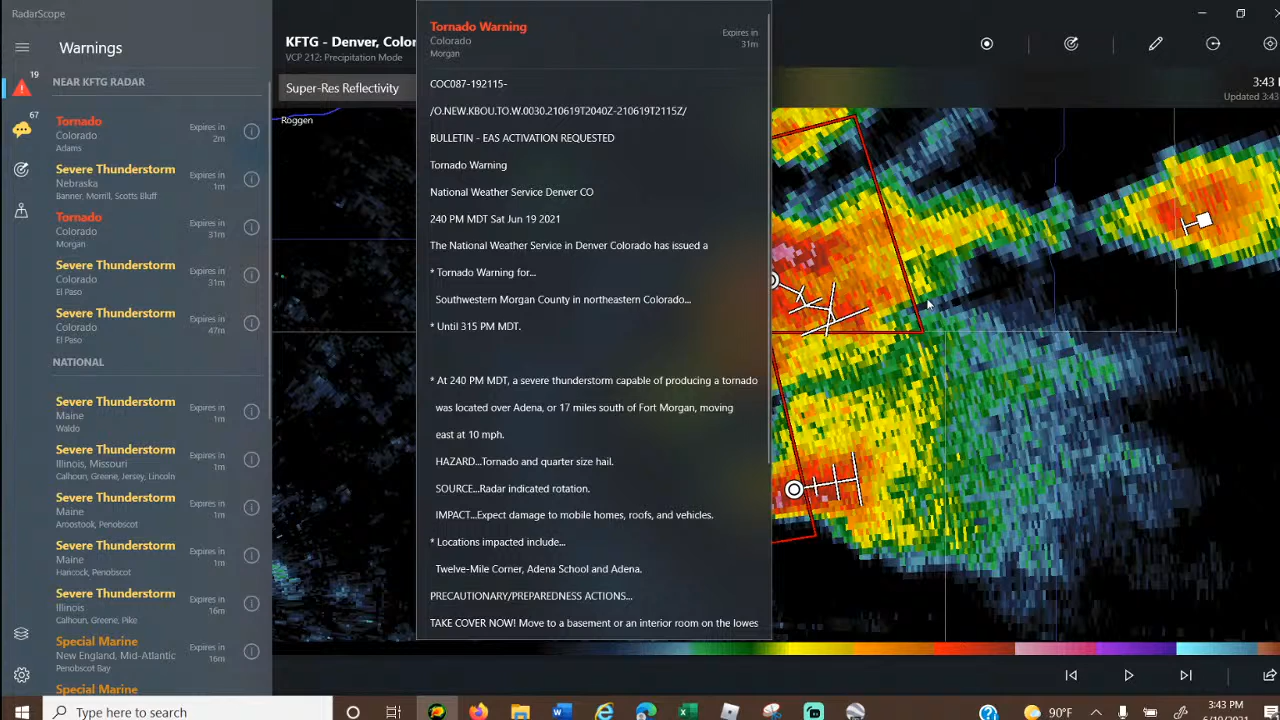 RadarScope
Warnings
19
67
NEAR KFTG RADAR
Tornado
Colorado
Adams
Expires in
2m
Severe Thunderstorm
Nebraska
Banner, Morrill, Scotts Bluff
Expires in
1m
Tornado
Colorado
Morgan
Expires in
31m
Severe Thunderstorm
Colorado
El Paso
Expires in
31m
Severe Thunderstorm
Colorado
El Paso
Expires in
47m
NATIONAL
Severe Thunderstorm
Maine
Waldo
Expires in
1m
Severe Thunderstorm
Illinois, Missouri
Calhoun, Greene, Jersey, Lincoln
Expires in
1m
Severe Thunderstorm
Maine
Aroostook, Penobscot
Expires in
1m
Severe Thunderstorm
Maine
Hancock, Penobscot
Expires in
1m
Severe Thunderstorm
Illinois
Calhoun, Greene, Pike
Expires in
16m
Special Marine
New England, Mid-Atlantic
Penobscot Bay
Expires in
16m
Special Marine
KFTG - Denver, Color
VCP 212: Precipitation Mode
Super-Res Reflectivity
Roggen
Tornado Warning
Colorado
Morgan
Expires in
31m
COC087-192115-
/O.NEW.KBOU.TO.W.0030.210619T2040Z-210619T2115Z/
BULLETIN - EAS ACTIVATION REQUESTED
Tornado Warning
National Weather Service Denver CO
240 PM MDT Sat Jun 19 2021
The National Weather Service in Denver Colorado has issued a
* Tornado Warning for...
Southwestern Morgan County in northeastern Colorado...
* Until 315 PM MDT.
* At 240 PM MDT, a severe thunderstorm capable of producing a tornado
was located over Adena, or 17 miles south of Fort Morgan, moving
east at 10 mph.
HAZARD...Tornado and quarter size hail.
SOURCE...Radar indicated rotation.
IMPACT...Expect damage to mobile homes, roofs, and vehicles.
* Locations impacted include...
Twelve-Mile Corner, Adena School and Adena.
PRECAUTIONARY/PREPAREDNESS ACTIONS...
TAKE COVER NOW! Move to a basement or an interior room on the lowes
3:43 P
Updated 3:43
Type here to search
90°F
3:43 PM